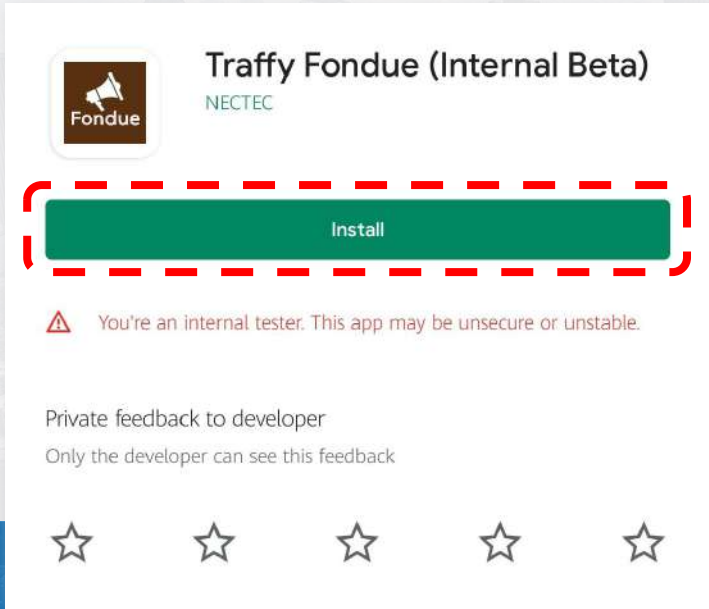 Traffy Fondue (Internal Beta)
NECTEC
Fondue
Install
You're an internal tester. This app may be unsecure or unstable.
Private feedback to developer
Only the developer can see this feedback